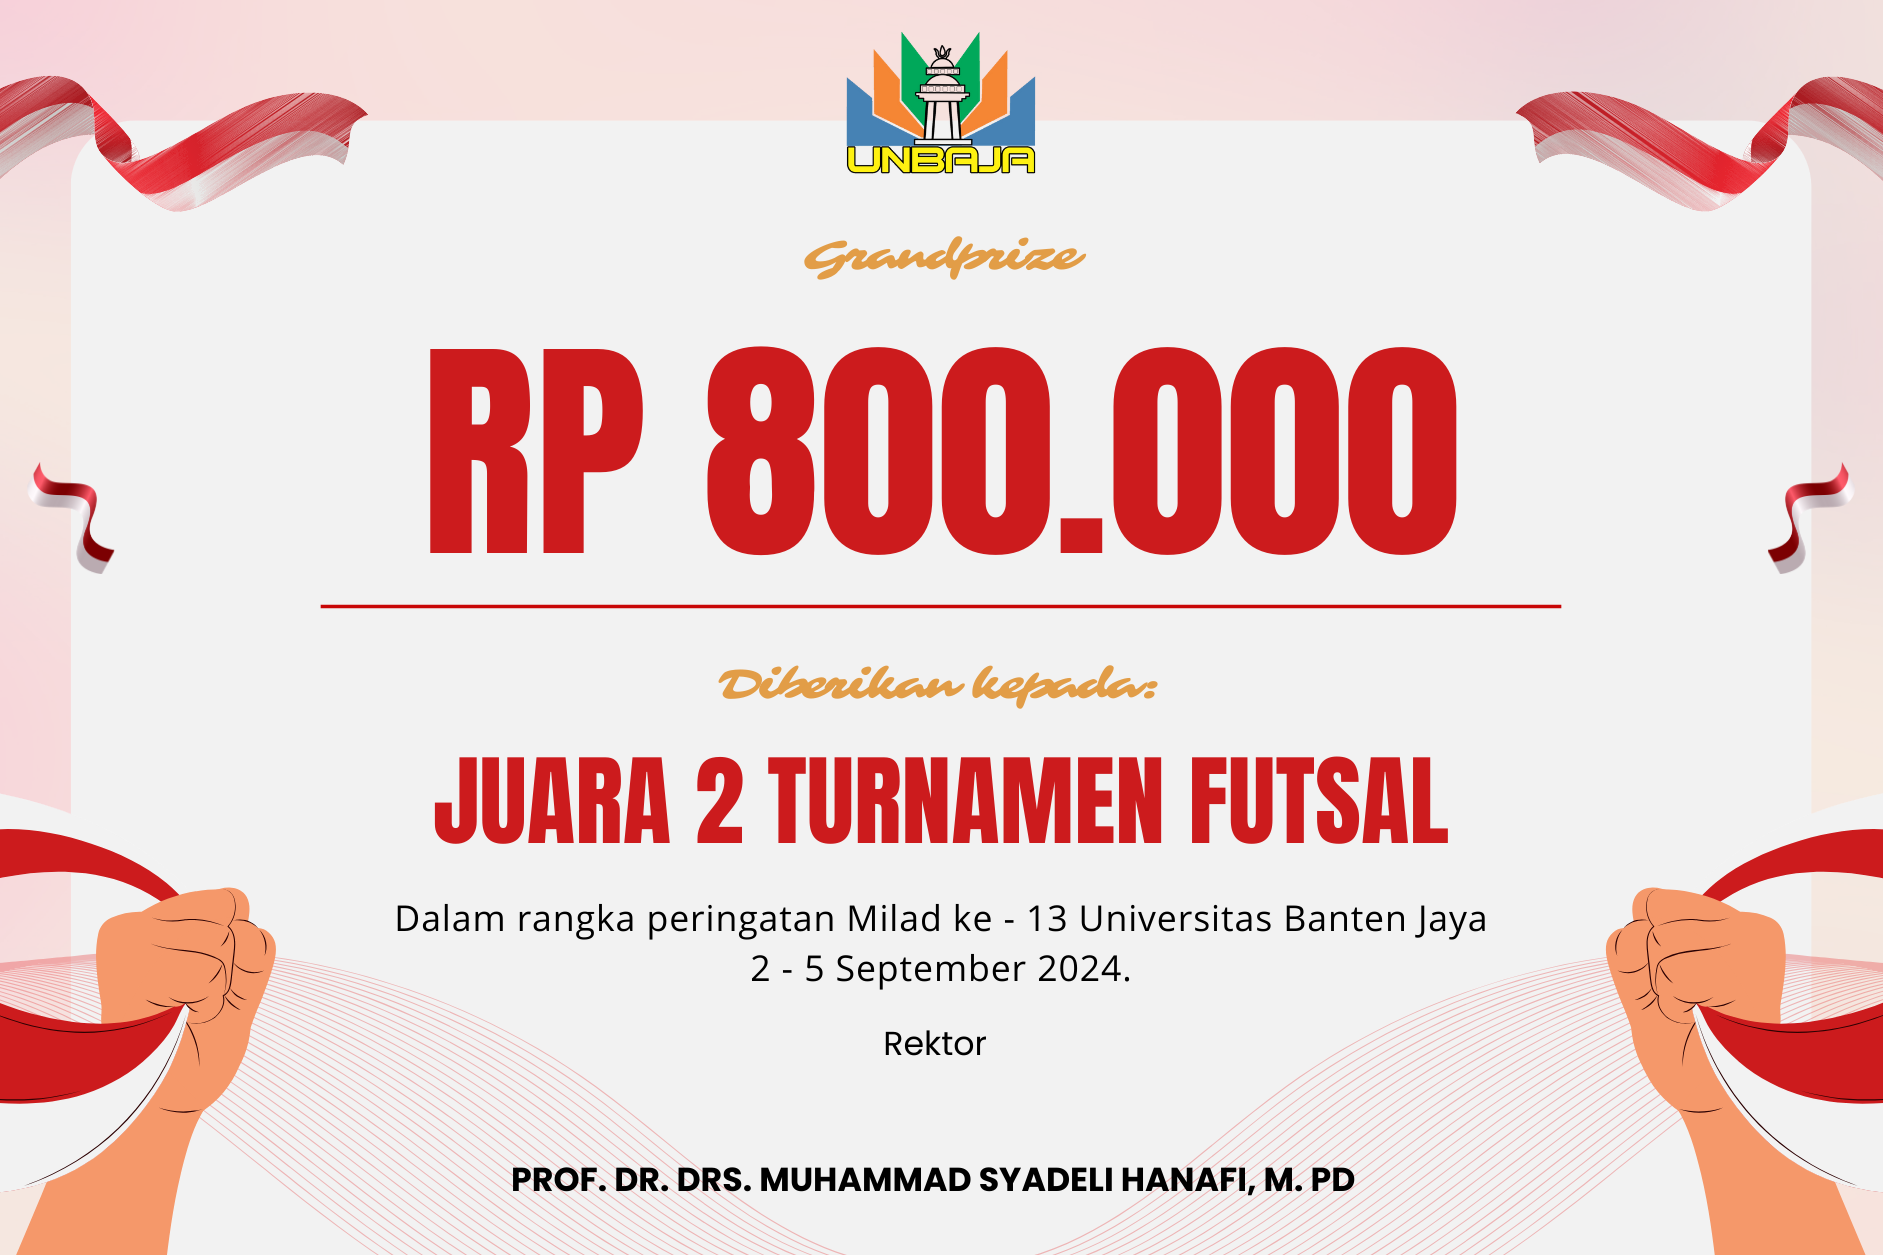 UNBAJA
Grandprize
RP 800.000
Diberikan kepada:
JUARA 2 TURNAMEN FUTSAL
Dalam rangka peringatan Milad ke - 13 Universitas Banten Jaya
2 - 5 September 2024.
Rektor
PROF. DR. DRS. MUHAMMAD SYADELI HANAFI, M. PD